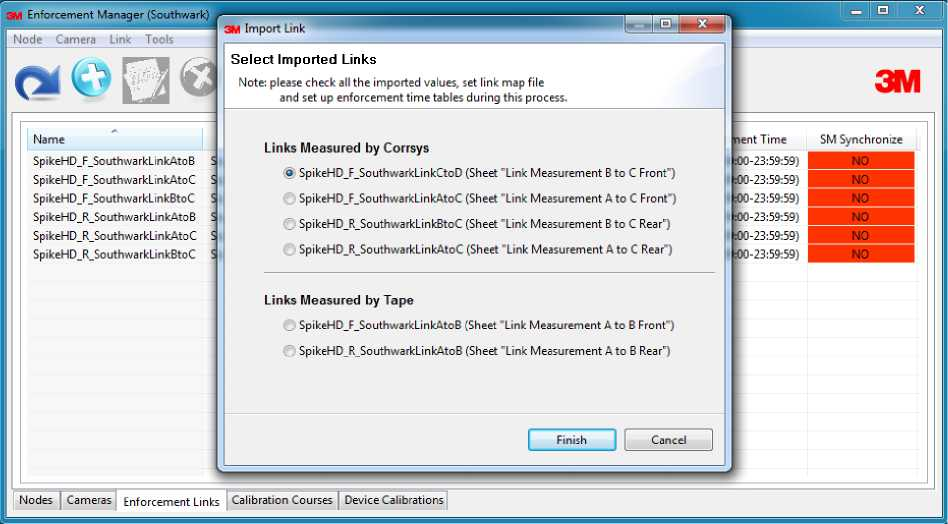 3M Enforcement Manager (Southwark)
Node Camera Link Tools
3M
3M Import Link
Select Imported Links
Note: please check all the imported values, set link map file
and set up enforcement time tables during this process.
Links Measured by Corrsys
SpikeHD_F_SouthwarkLinkCtoD (Sheet "Link Measurement B to C Front")
SpikeHD_F_SouthwarkLinkAtoC (Sheet "Link Measurement A to C Front")
SpikeHD_R_SouthwarkLinkBtoC (Sheet "Link Measurement B to C Rear")
SpikeHD_R_SouthwarkLinkAtoC (Sheet "Link Measurement A to C Rear")
Links Measured by Tape
SpikeHD_F_SouthwarkLinkAtoB (Sheet "Link Measurement A to B Front")
SpikeHD_R_SouthwarkLinkAtoB (Sheet "Link Measurement A to B Rear")
Finish Cancel
Name ment Time SM Synchronize
SpikeHD_F_SouthwarkLinkAtoB S :00-23:59:59) NO
SpikeHD_F_SouthwarkLinkAtoC S :00-23:59:59) NO
SpikeHD_F_SouthwarkLinkBtoC S :00-23:59:59) NO
SpikeHD_R_SouthwarkLinkAtoB S :00-23:59:59) NO
SpikeHD_R_SouthwarkLinkAtoC S :00-23:59:59) NO
SpikeHD_R_SouthwarkLinkBtoC S :00-23:59:59) NO
Nodes Cameras Enforcement Links Calibration Courses Device Calibrations